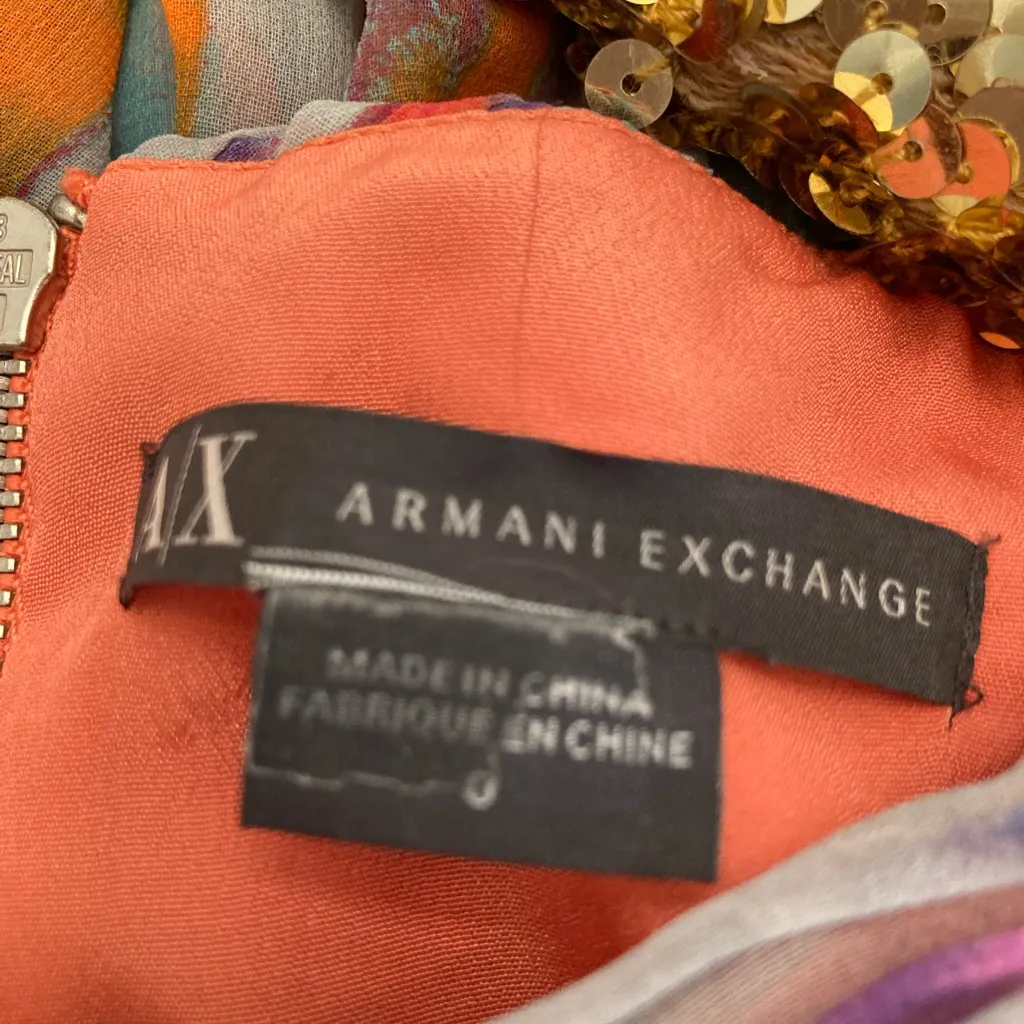 A/X ARMANI EXCHANGE
MADE IN CHINA
FABRIQUE EN CHINE
0